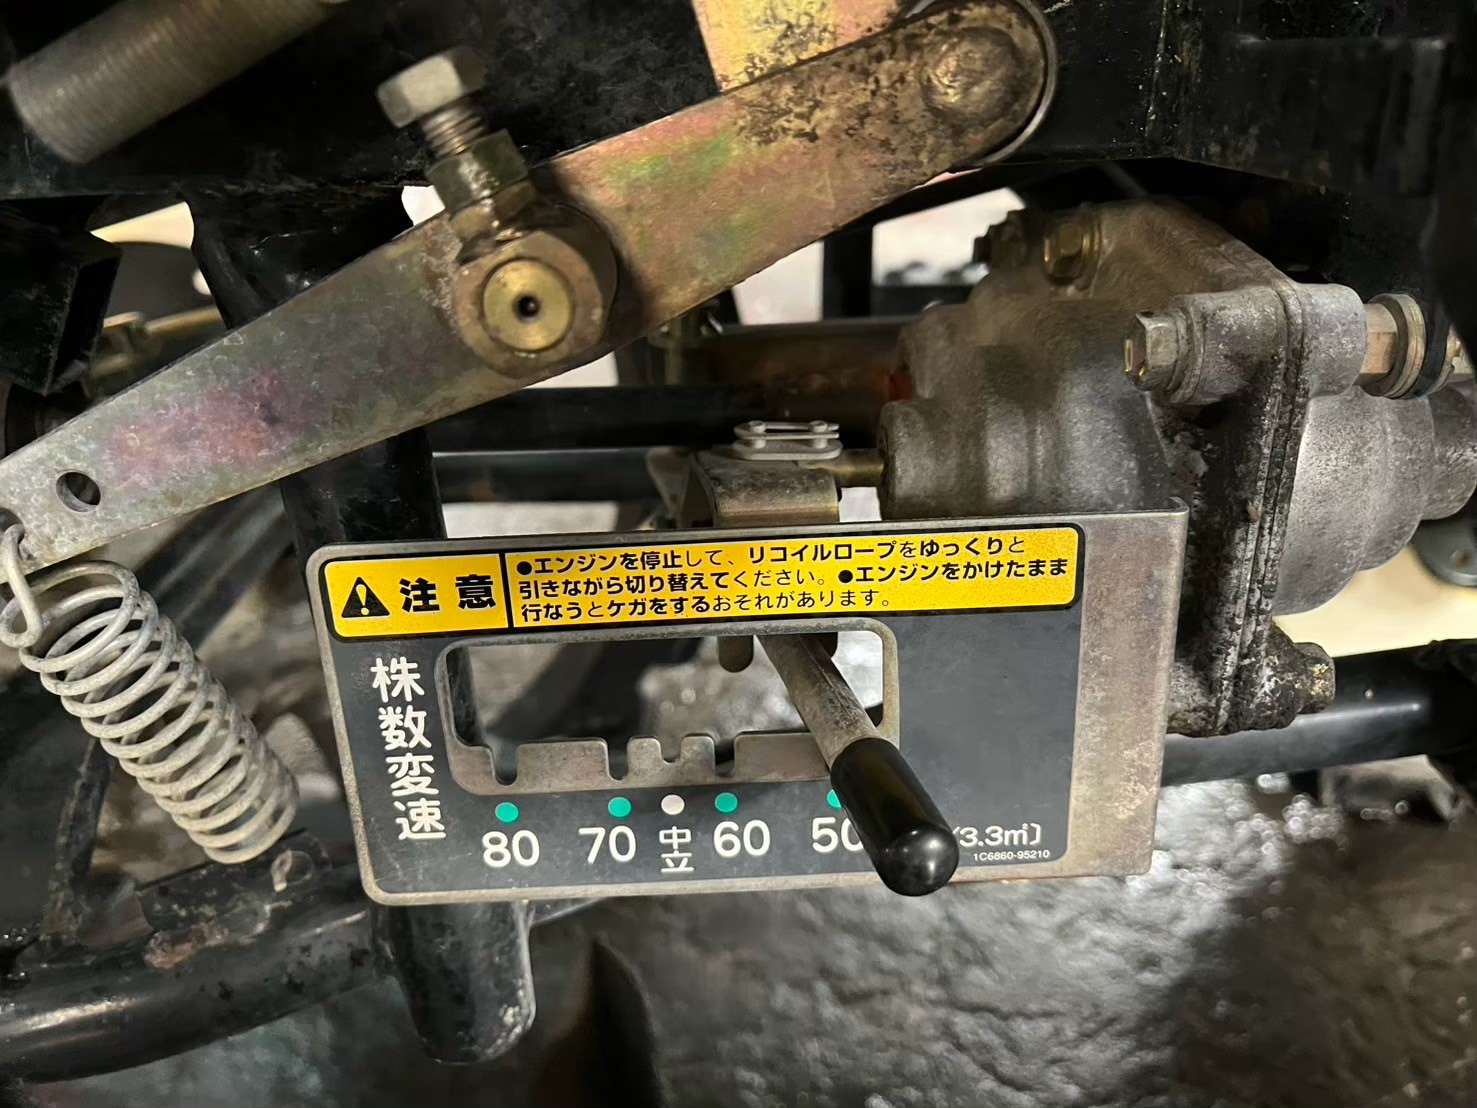 注意
●エンジンを停止して、リコイルロープをゆっくりと
引きながら切り替えてください。●エンジンをかけたまま
行なうとケガをするおそれがあります。
株数変速
80 70 中立 60 50 /3.3㎡〕
1C6860-95210